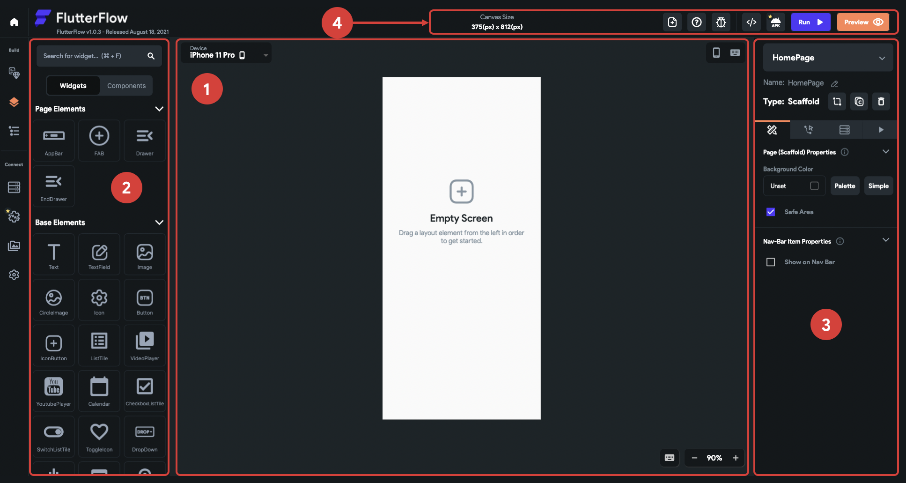 FlutterFlow
FlutterFlow v1.0.3 · Released August 18, 2021
4
Canvas Size
375(px) x 812(px)
</>
APK
Run
Preview
Build
Connect
Search for widget... (⌘ + F)
Widgets
Components
Page Elements
AppBar
FAB
Drawer
EndDrawer
2
Base Elements
Text
TextField
Image
CircleImage
Icon
BTN
Button
IconButton
ListTile
VideoPlayer
You
Tube
YoutubePlayer
Calendar
CheckboxListTile
SwitchListTile
ToggleIcon
DROP
DropDown
Device
iPhone 11 Pro
1
Empty Screen
Drag a layout element from the left in order
to get started.
90%
HomePage
Name: HomePage
Type: Scaffold
Page (Scaffold) Properties
Background Color
Unset
Palette
Simple
Safe Area
Nav-Bar Item Properties
Show on Nav Bar
3